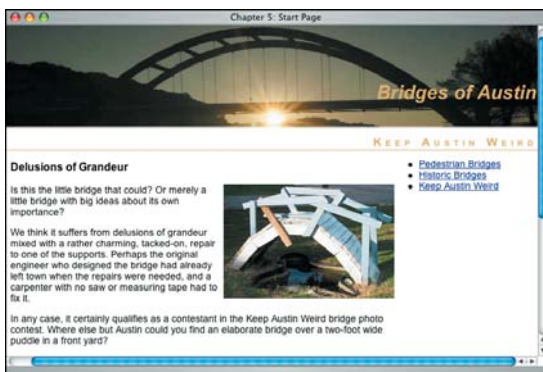 Chapter 5: Start Page
Bridges of Austin
KEEP AUSTIN WEIRD
Delusions of Grandeur
Is this the little bridge that could? Or merely a
little bridge with big ideas about its own
importance?
We think it suffers from delusions of grandeur
mixed with a rather charming, tacked-on, repair
to one of the supports. Perhaps the original
engineer who designed the bridge had already
left town when the repairs were needed, and a
carpenter with no saw or measuring tape had to
fix it.
In any case, it certainly qualifies as a contestant in the Keep Austin Weird bridge photo
contest. Where else but Austin could you find an elaborate bridge over a two-foot wide
puddle in a front yard?
Pedestrian Bridges
Historic Bridges
Keep Austin Weird